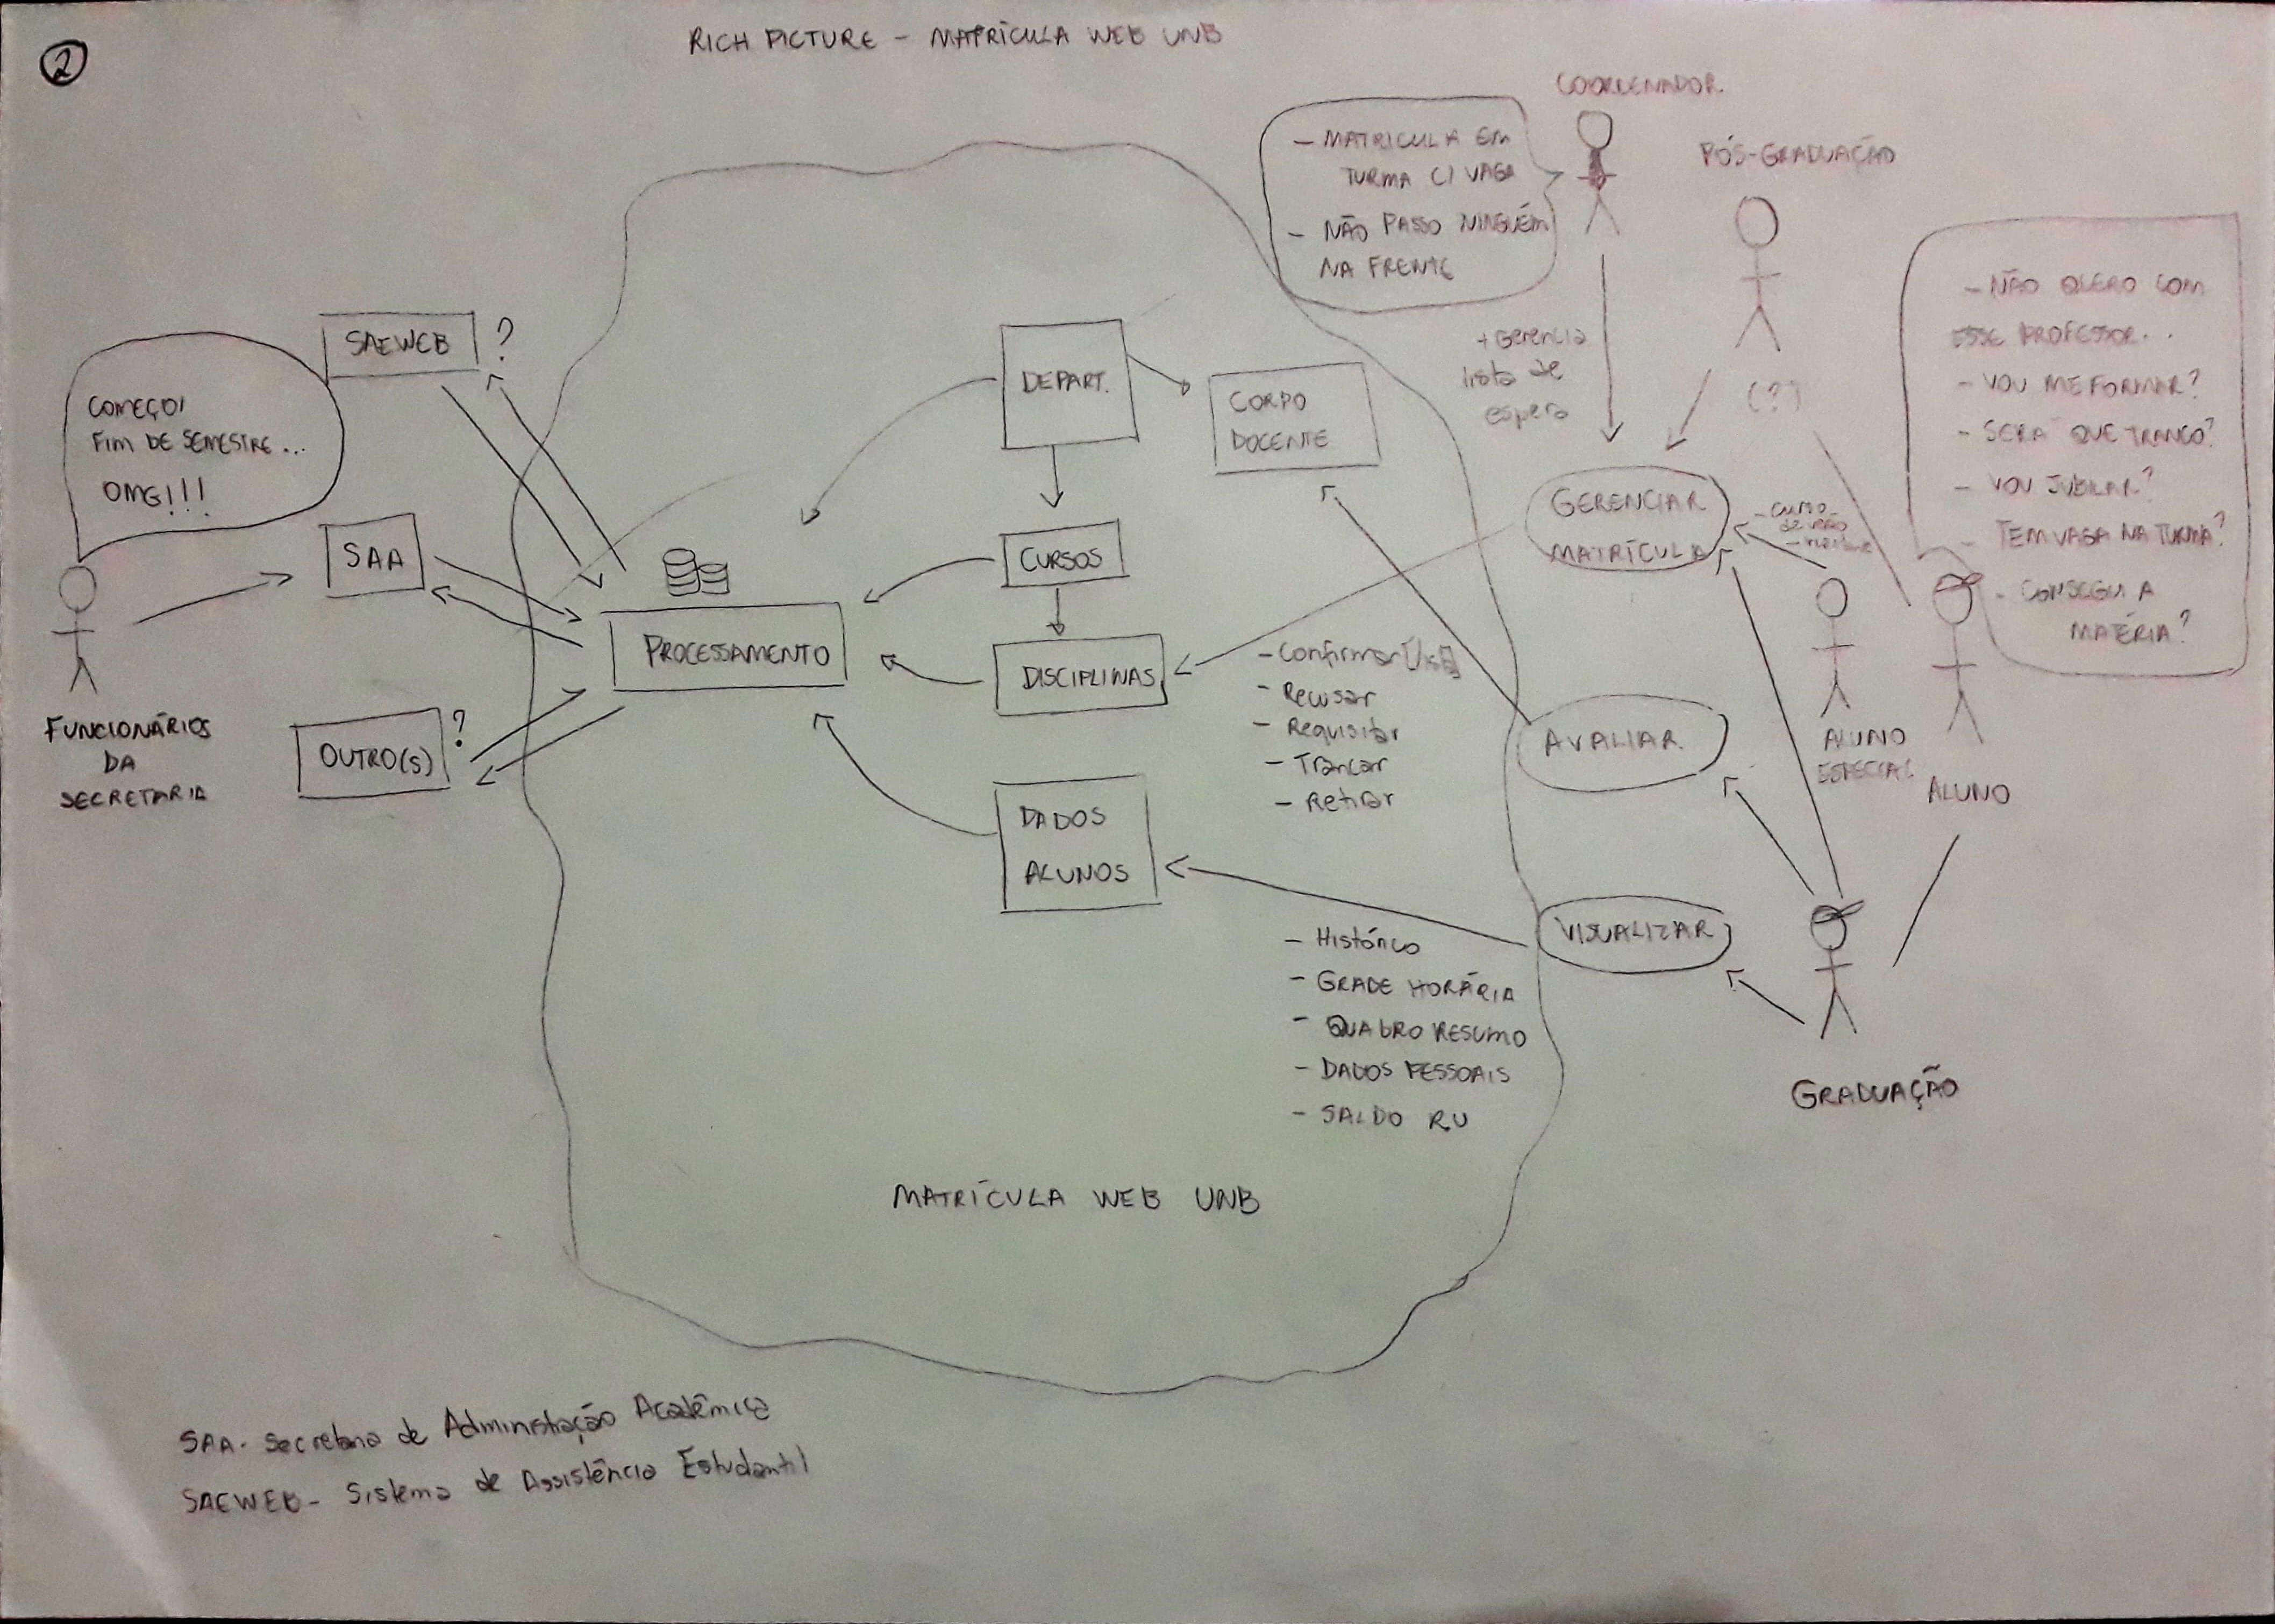 2
RICH PICTURE - MATRÍCULA WEB UNB
COORDENADOR
- MATRICULA EM
TURMA C/ VAGA
- NÃO PASSO NINGUÉM
NA FRENTE
PÓS-GRADUAÇÃO
(?)
- NÃO QUERO COM
ESSE PROFESSOR...
- VOU ME FORMAR?
- SERÁ QUE TRANCO?
- VOU JUBILAR?
- TEM VAGA NA TURMA?
- CONSEGUI A
MATÉRIA?
SAEWEB ?
COMEÇO/
FIM DE SEMESTRE...
OMG!!!
SAA
FUNCIONÁRIOS
DA
SECRETARIA
OUTRO(S) ?
PROCESSAMENTO
DEPART.
CORPO
DOCENTE
CURSOS
DISCIPLINAS
DADOS
ALUNOS
+ Gerencia
lista de
espera
GERENCIAR
MATRÍCULA
- CURSO
de verão
- Confirmar
- Recusar
- Requisitar
- Trancar
- Retirar
AVALIAR
ALUNO
ESPECIAL
ALUNO
VISUALIZAR
- Histórico
- GRADE HORÁRIA
- QUADRO RESUMO
- DADOS PESSOAIS
- SALDO RU
GRADUAÇÃO
MATRÍCULA WEB UNB
SAA - Secretaria de Administração Acadêmica
SAEWEB - Sistema de Assistência Estudantil